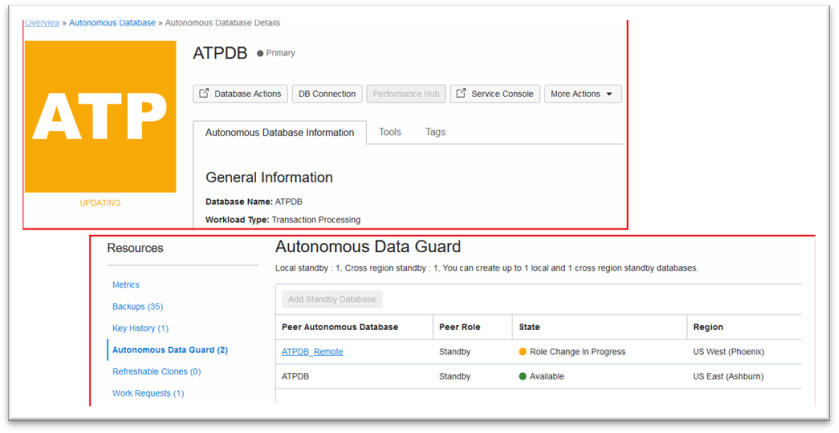 Overview » Autonomous Database » Autonomous Database Details
ATP
UPDATING
ATPDB Primary
Database Actions DB Connection Performance Hub Service Console More Actions
Autonomous Database Information Tools Tags
General Information
Database Name: ATPDB
Workload Type: Transaction Processing
Resources
Metrics
Backups (35)
Key History (1)
Autonomous Data Guard (2)
Refreshable Clones (0)
Work Requests (1)
Autonomous Data Guard
Local standby : 1, Cross region standby : 1, You can create up to 1 local and 1 cross region standby databases.
Add Standby Database
Peer Autonomous Database Peer Role State Region
ATPDB_Remote Standby Role Change In Progress US West (Phoenix)
ATPDB Standby Available US East (Ashburn)